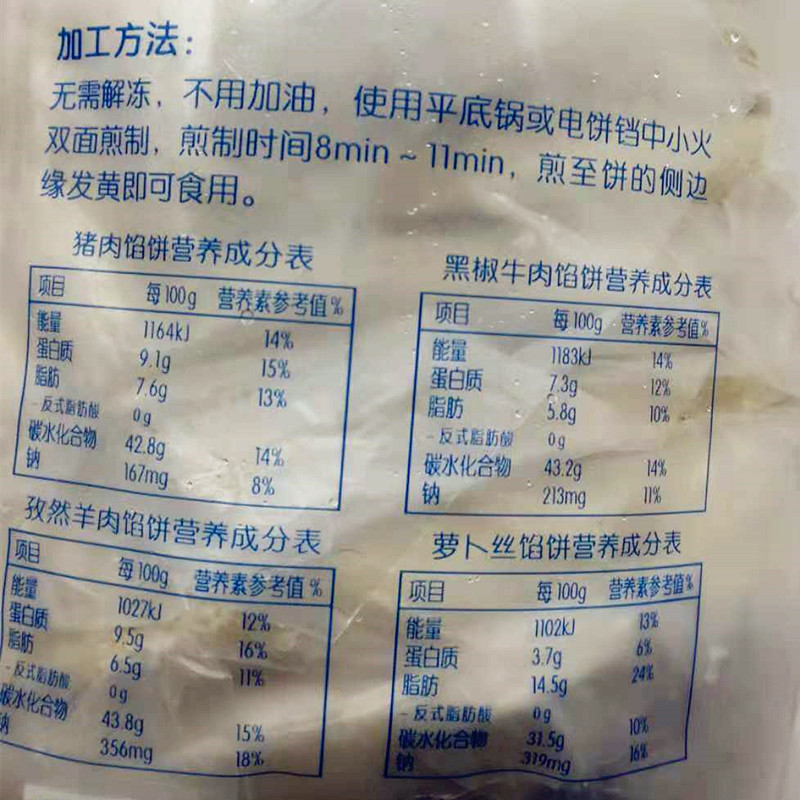 加工方法：
无需解冻，不用加油，使用平底锅或电饼铛中小火
双面煎制，煎制时间8min ~ 11min，煎至饼的侧边
缘发黄即可食用。
猪肉馅饼营养成分表
项目 每100g 营养素参考值%
能量 1164kJ 14%
蛋白质 9.1g 15%
脂肪 7.6g 13%
- 反式脂肪酸 0g
碳水化合物 42.8g 14%
钠 167mg 8%
黑椒牛肉馅饼营养成分表
项目 每100g 营养素参考值%
能量 1183kJ 14%
蛋白质 7.3g 12%
脂肪 5.8g 10%
- 反式脂肪酸 0g
碳水化合物 43.2g 14%
钠 213mg 11%
孜然羊肉馅饼营养成分表
项目 每100g 营养素参考值%
能量 1027kJ 12%
蛋白质 9.5g 16%
脂肪 6.5g 11%
- 反式脂肪酸 0g
碳水化合物 43.8g 15%
钠 356mg 18%
萝卜丝馅饼营养成分表
项目 每100g 营养素参考值%
能量 1102kJ 13%
蛋白质 3.7g 6%
脂肪 14.5g 24%
- 反式脂肪酸 0g
碳水化合物 31.5g 10%
钠 319mg 16%